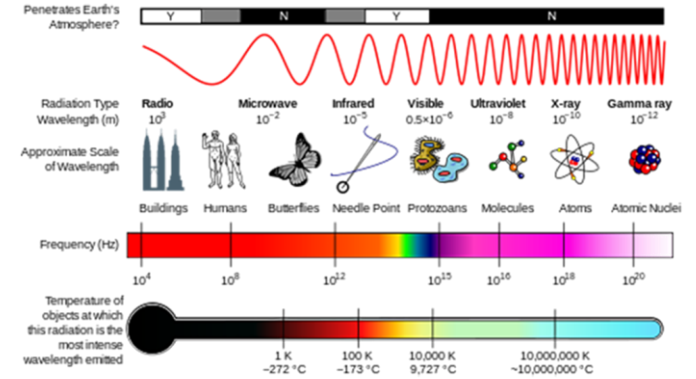 Penetrates Earth's
Atmosphere?
Y N Y N
Radiation Type
Wavelength (m)
Radio Microwave Infrared Visible Ultraviolet X-ray Gamma ray
10³ 10⁻² 10⁻⁵ 0.5×10⁻⁶ 10⁻⁸ 10⁻¹⁰ 10⁻¹²
Approximate Scale
of Wavelength
Buildings Humans Butterflies Needle Point Protozoans Molecules Atoms Atomic Nuclei
Frequency (Hz)
10⁴ 10⁸ 10¹² 10¹⁵ 10¹⁶ 10¹⁸ 10²⁰
Temperature of
objects at which
this radiation is the
most intense
wavelength emitted
1 K 100 K 10,000 K 10,000,000 K
−272 °C −173 °C 9,727 °C ~10,000,000 °C